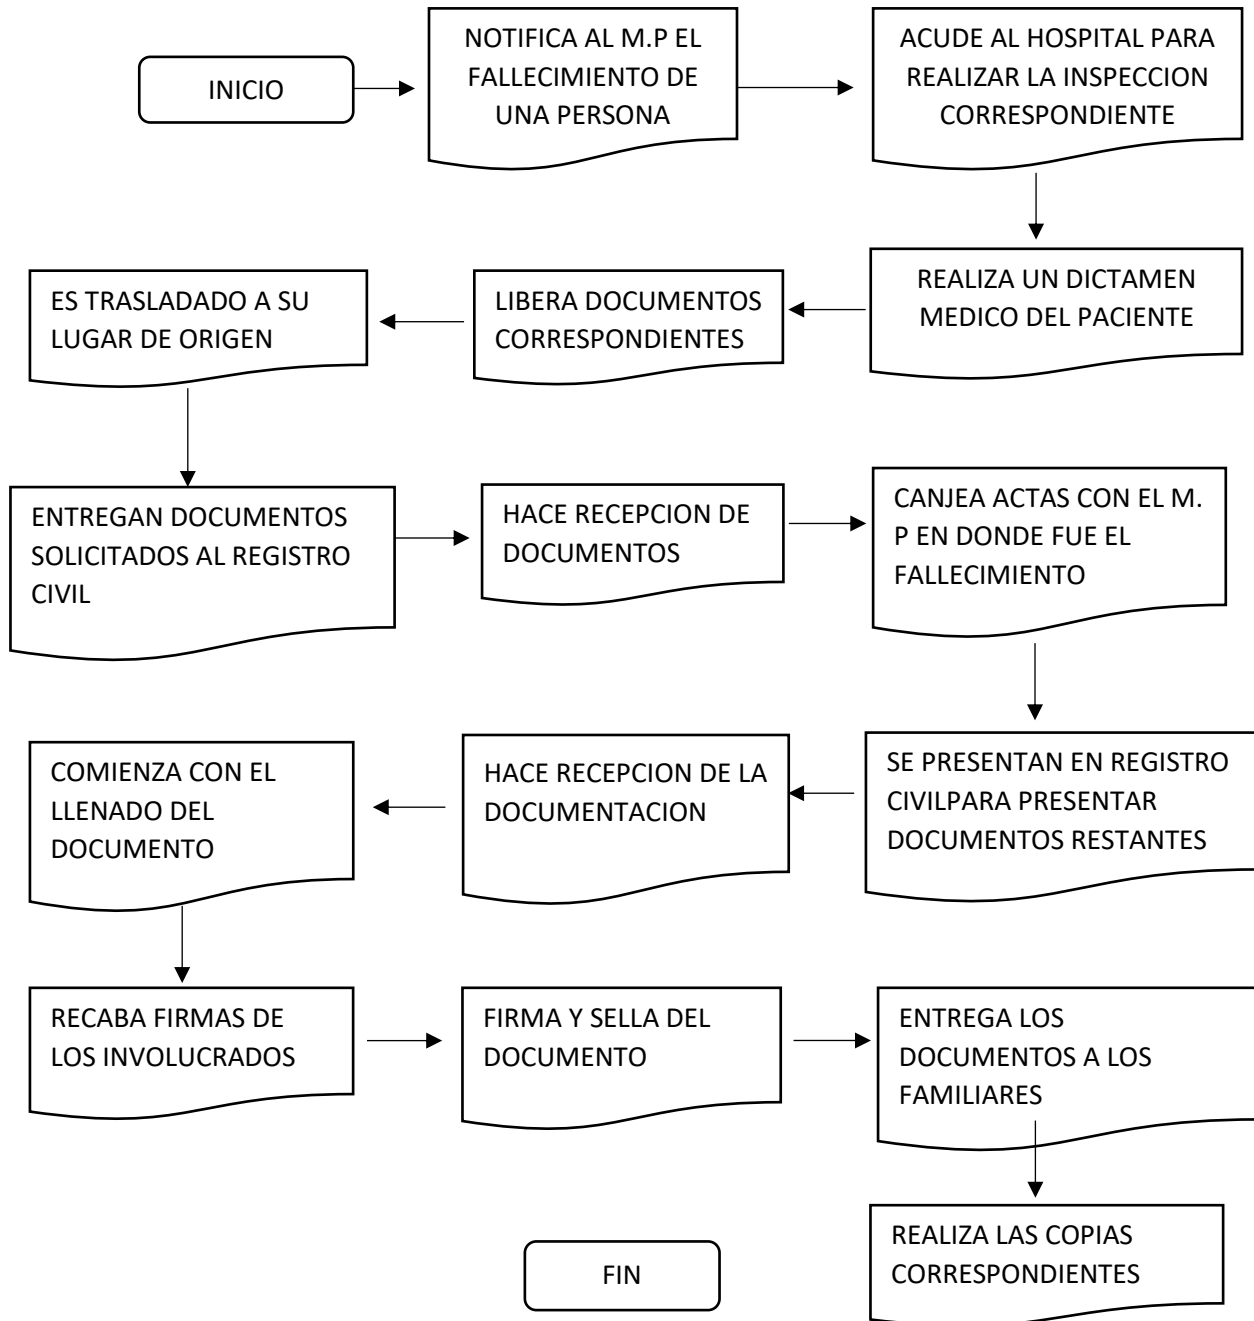 INICIO
NOTIFICA AL M.P EL
FALLECIMIENTO DE
UNA PERSONA
ACUDE AL HOSPITAL PARA
REALIZAR LA INSPECCION
CORRESPONDIENTE
REALIZA UN DICTAMEN
MEDICO DEL PACIENTE
LIBERA DOCUMENTOS
CORRESPONDIENTES
ES TRASLADADO A SU
LUGAR DE ORIGEN
ENTREGAN DOCUMENTOS
SOLICITADOS AL REGISTRO
CIVIL
HACE RECEPCION DE
DOCUMENTOS
CANJEA ACTAS CON EL M.
P EN DONDE FUE EL
FALLECIMIENTO
SE PRESENTAN EN REGISTRO
CIVILPARA PRESENTAR
DOCUMENTOS RESTANTES
HACE RECEPCION DE LA
DOCUMENTACION
COMIENZA CON EL
LLENADO DEL
DOCUMENTO
RECABA FIRMAS DE
LOS INVOLUCRADOS
FIRMA Y SELLA DEL
DOCUMENTO
ENTREGA LOS
DOCUMENTOS A LOS
FAMILIARES
REALIZA LAS COPIAS
CORRESPONDIENTES
FIN